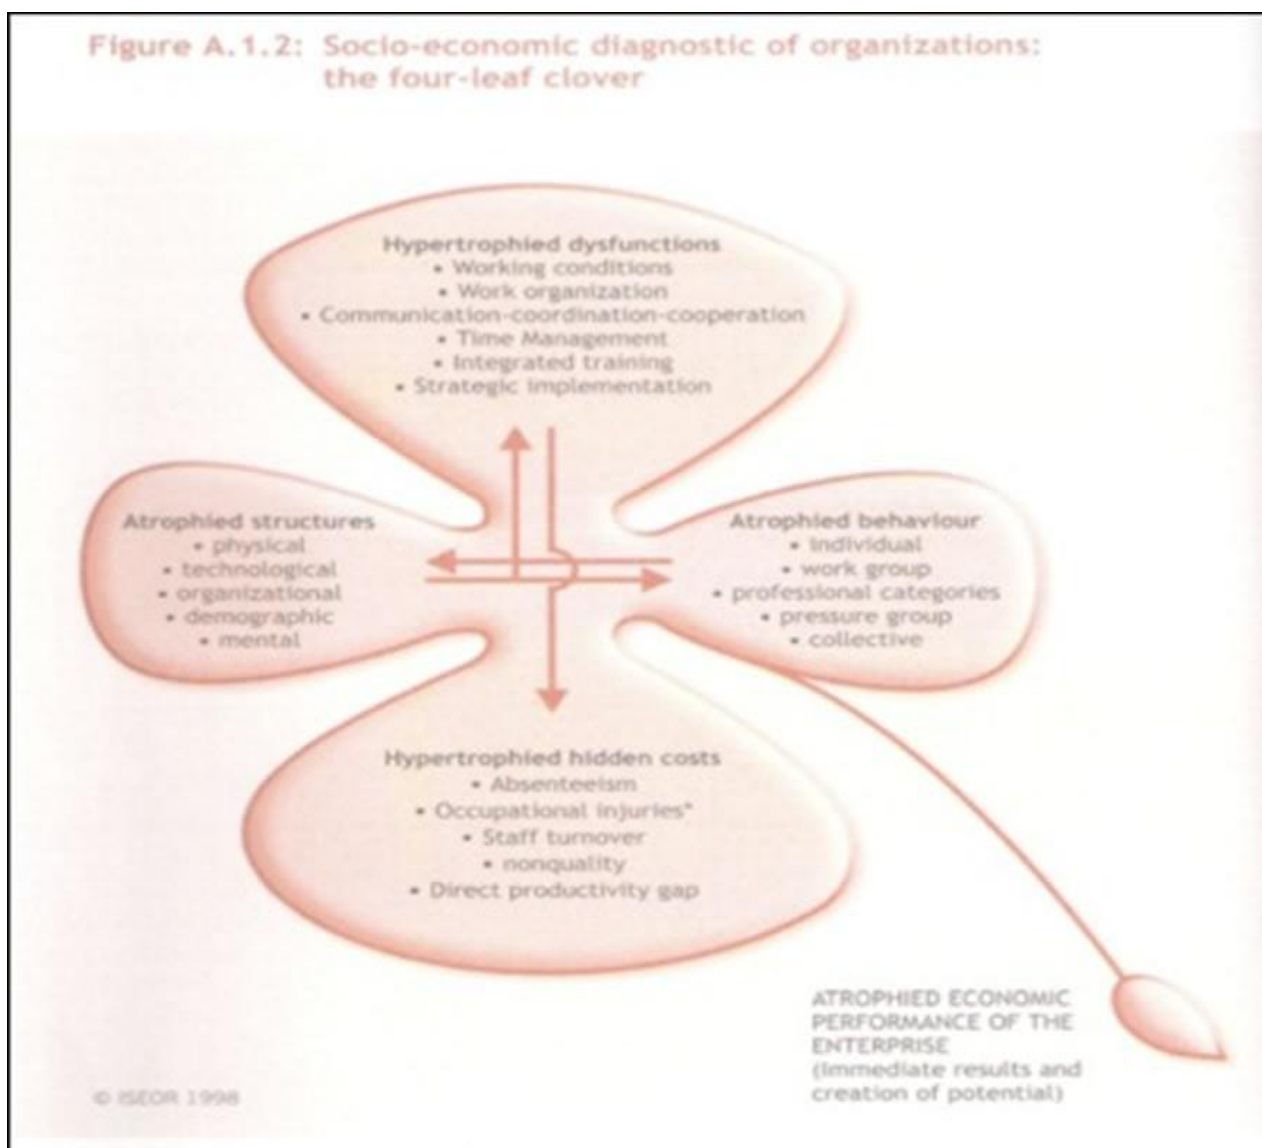 Figure A.1.2: Socio-economic diagnostic of organizations:
the four-leaf clover
Hypertrophied dysfunctions
• Working conditions
• Work organization
• Communication-coordination-cooperation
• Time Management
• Integrated training
• Strategic implementation
Atrophied structures
• physical
• technological
• organizational
• demographic
• mental
Atrophied behaviour
• individual
• work group
• professional categories
• pressure group
• collective
Hypertrophied hidden costs
• Absenteeism
• Occupational injuries*
• Staff turnover
• nonquality
• Direct productivity gap
ATROPHIED ECONOMIC
PERFORMANCE OF THE
ENTERPRISE
(Immediate results and
creation of potential)
© ISEOR 1998